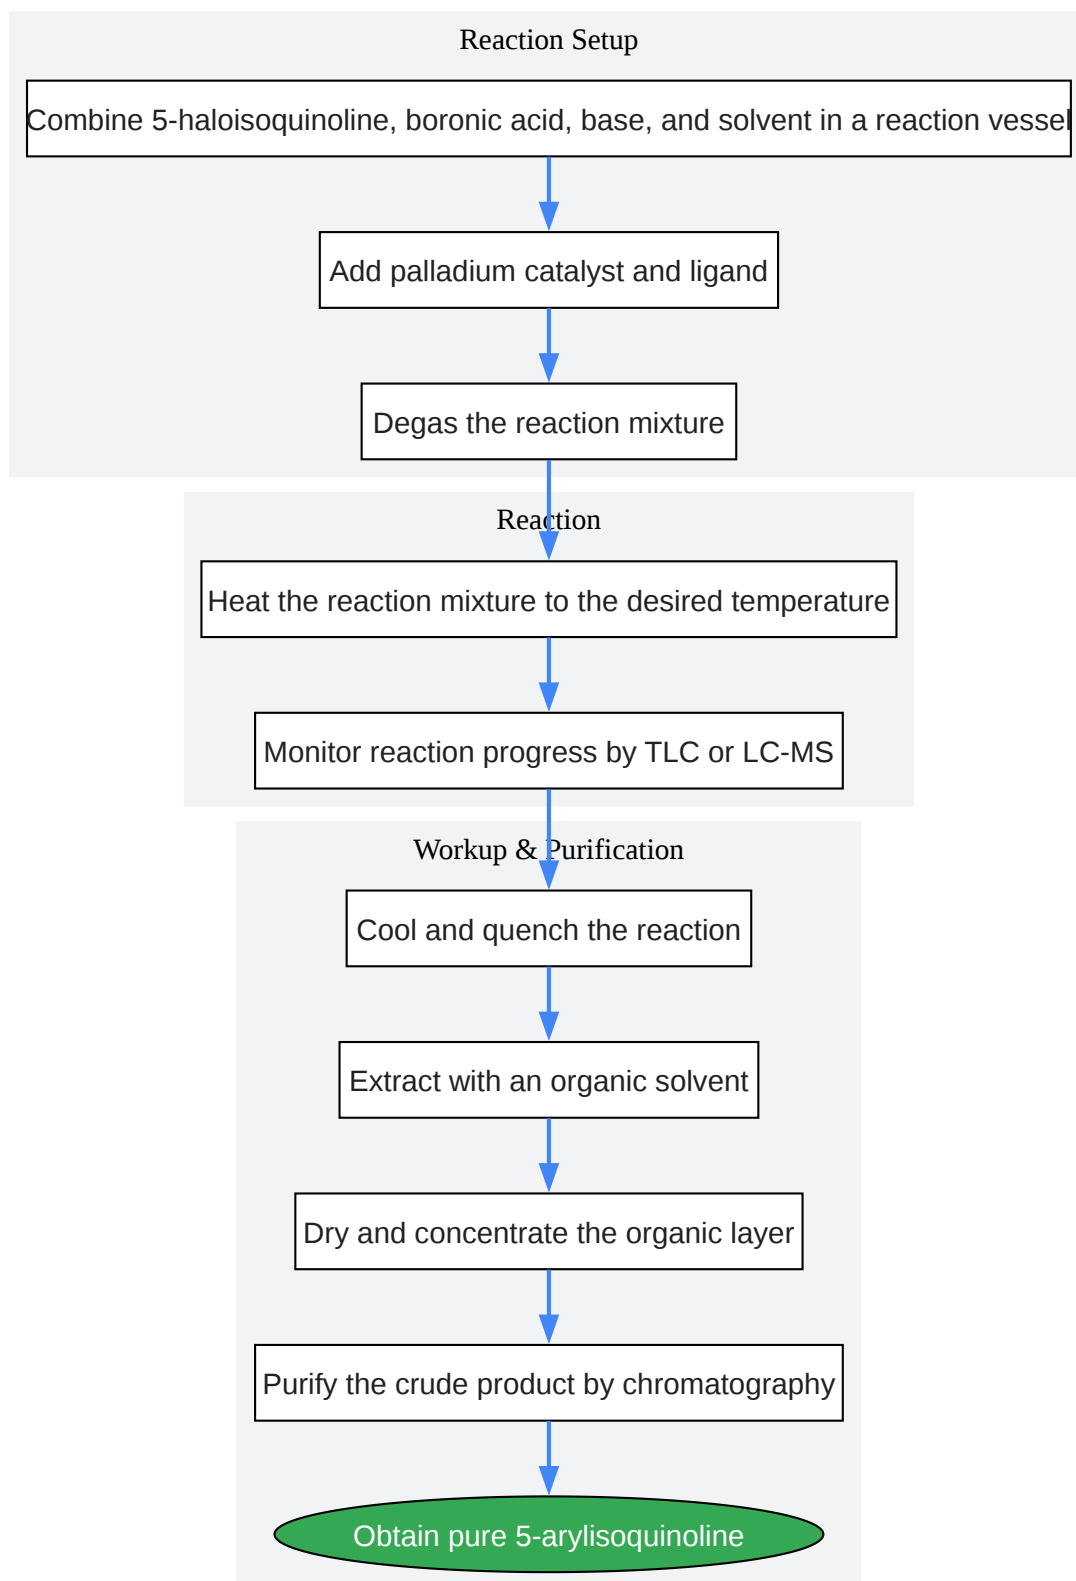 Reaction Setup
Combine 5-haloisoquinoline, boronic acid, base, and solvent in a reaction vessel
Add palladium catalyst and ligand
Degas the reaction mixture
Reaction
Heat the reaction mixture to the desired temperature
Monitor reaction progress by TLC or LC-MS
Workup & Purification
Cool and quench the reaction
Extract with an organic solvent
Dry and concentrate the organic layer
Purify the crude product by chromatography
Obtain pure 5-arylisoquinoline